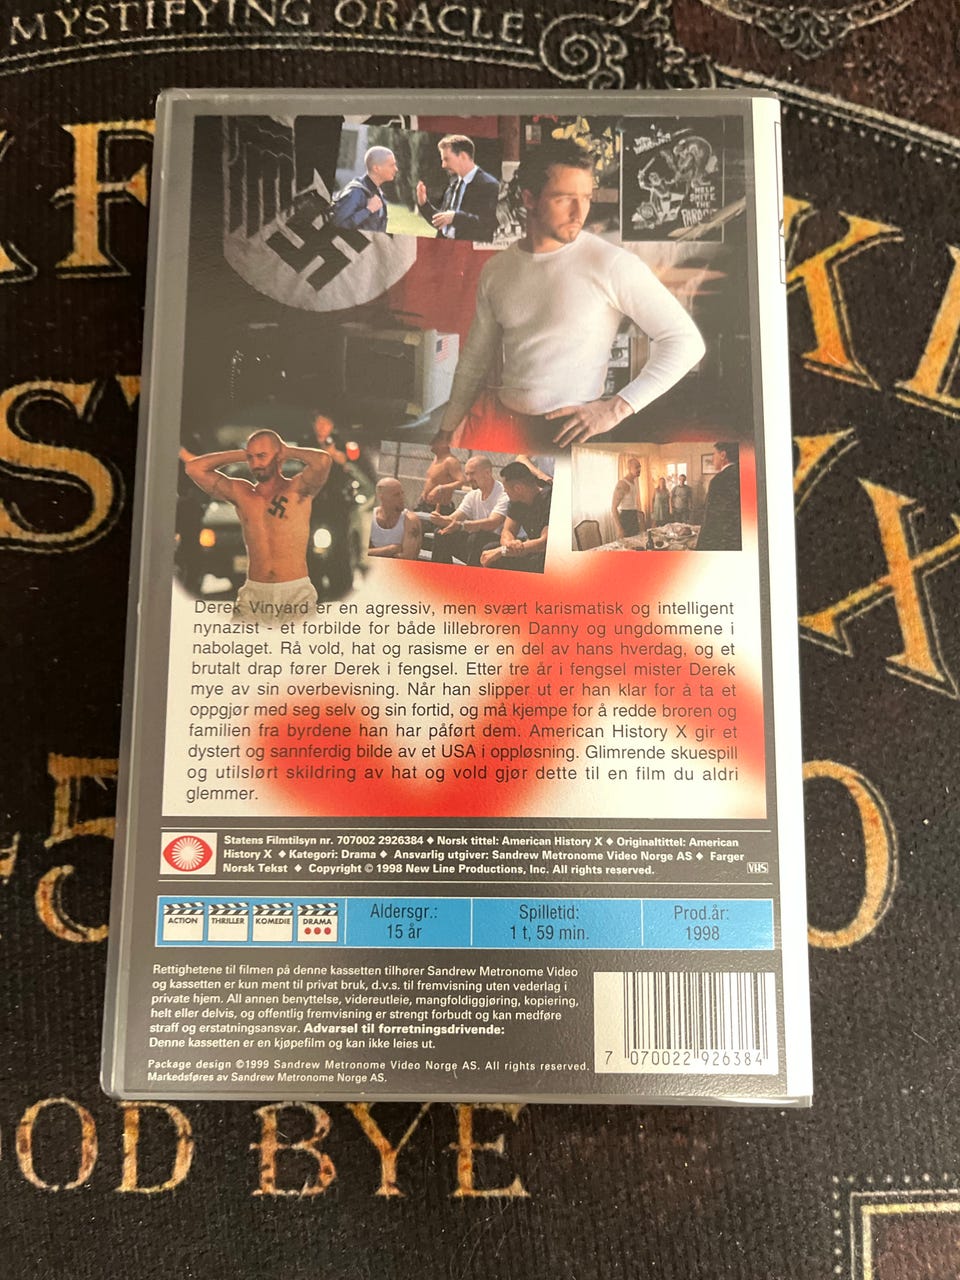 MYSTIFYING ORACLE
HELP
SMITE
THE
Derek Vinyard er en agressiv, men svært karismatisk og intelligent
nynazist - et forbilde for både lillebroren Danny og ungdommene i
nabolaget. Rå vold, hat og rasisme er en del av hans hverdag, og et
brutalt drap fører Derek i fengsel. Etter tre år i fengsel mister Derek
mye av sin overbevisning. Når han slipper ut er han klar for å ta et
oppgjør med seg selv og sin fortid, og må kjempe for å redde broren og
familien fra byrdene han har påført dem. American History X gir et
dystert og sannferdig bilde av et USA i oppløsning. Glimrende skuespill
og utilslørt skildring av hat og vold gjør dette til en film du aldri
glemmer.
Statens Filmtilsyn nr. 707002 2926384 ◆ Norsk tittel: American History X ◆ Originaltittel: American
History X ◆ Kategori: Drama ◆ Ansvarlig utgiver: Sandrew Metronome Video Norge AS ◆ Farger
Norsk Tekst ◆ Copyright © 1998 New Line Productions, Inc. All rights reserved.
VHS
ACTION THRILLER KOMEDIE DRAMA
Aldersgr.: Spilletid: Prod.år:
15 år 1 t, 59 min. 1998
Rettighetene til filmen på denne kassetten tilhører Sandrew Metronome Video
og kassetten er kun ment til privat bruk, d.v.s. til fremvisning uten vederlag i
private hjem. All annen benyttelse, videreutleie, mangfoldiggjøring, kopiering,
helt eller delvis, og offentlig fremvisning er strengt forbudt og kan medføre
straff og erstatningsansvar. Advarsel til forretningsdrivende:
Denne kassetten er en kjøpefilm og kan ikke leies ut.
Package design ©1999 Sandrew Metronome Video Norge AS. All rights reserved.
Markedsføres av Sandrew Metronome Norge AS.
7 070022 926384
OOD BYE